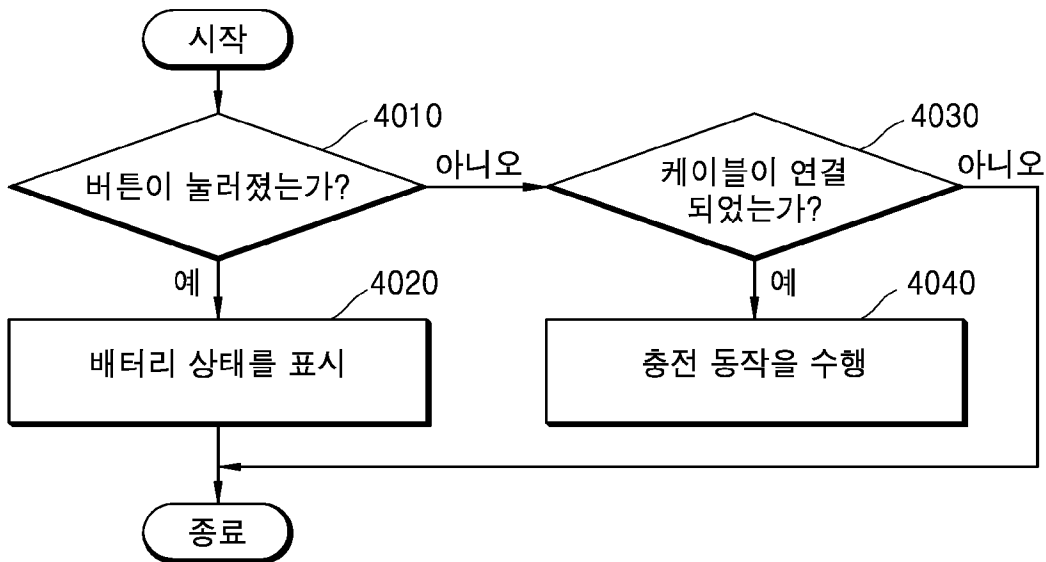 시작
4010
버튼이 눌러졌는가?
아니오
4030
케이블이 연결
되었는가?
아니오
예
4020
배터리 상태를 표시
예
4040
충전 동작을 수행
종료